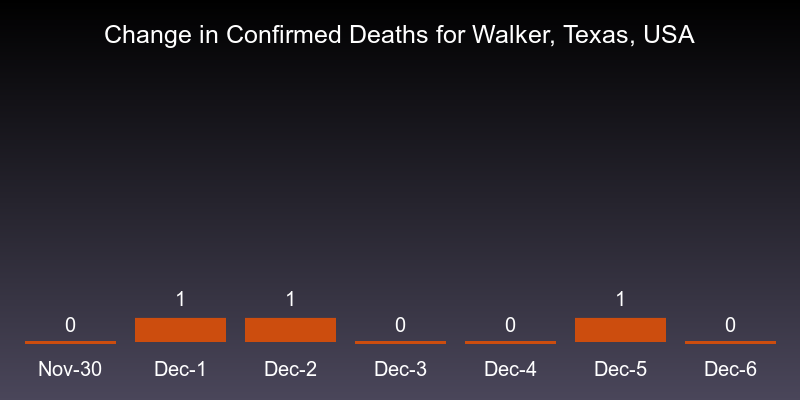 Change in Confirmed Deaths for Walker, Texas, USA
0 1 1 0 0 1 0
Nov-30 Dec-1 Dec-2 Dec-3 Dec-4 Dec-5 Dec-6